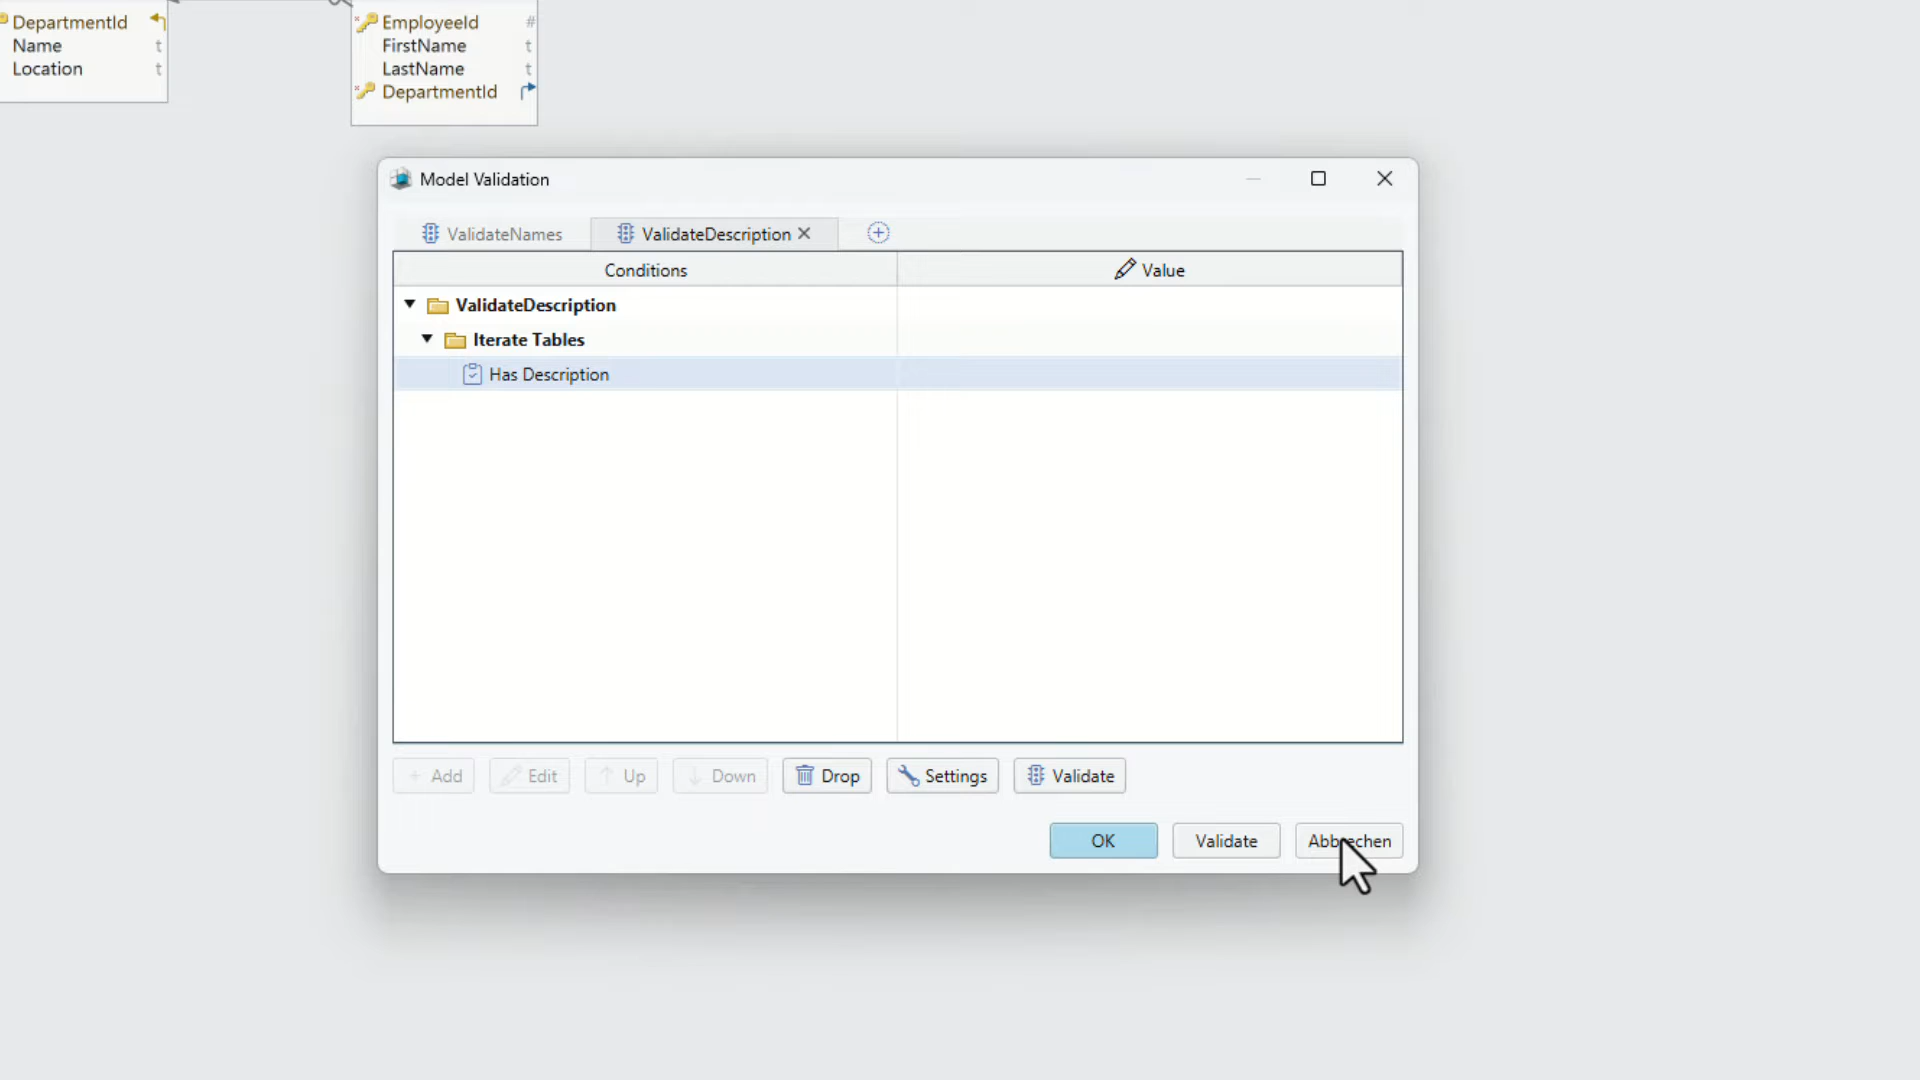 DepartmentId
Name t
Location t
EmployeeId #
FirstName t
LastName t
DepartmentId
Model Validation
ValidateNames ValidateDescription
Conditions Value
ValidateDescription
Iterate Tables
Has Description
Add Edit Up Down Drop Settings Validate
OK Validate Abbrechen